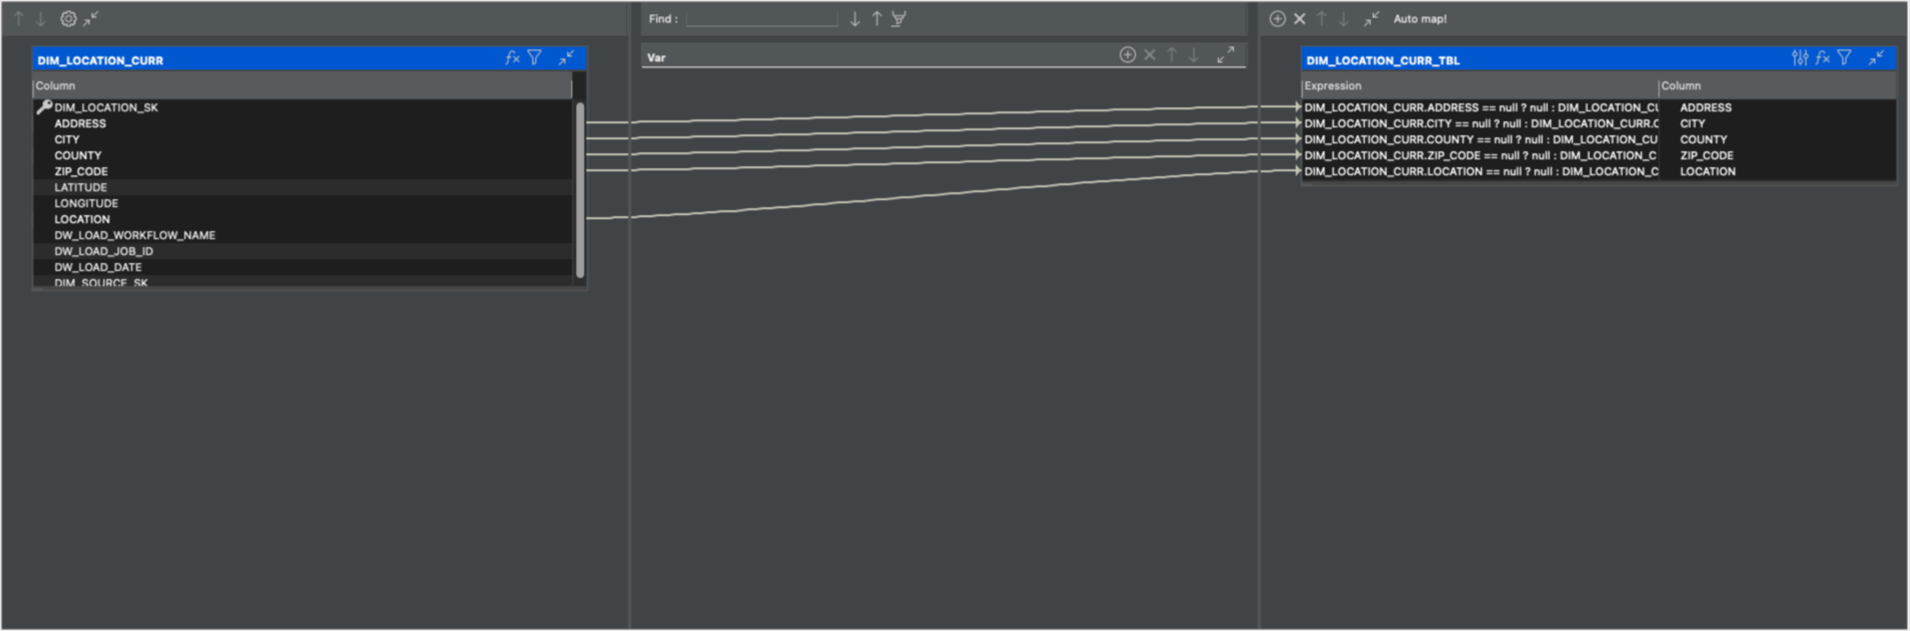 Find :
Auto map!
DIM_LOCATION_CURR
Column
DIM_LOCATION_SK
ADDRESS
CITY
COUNTY
ZIP_CODE
LATITUDE
LONGITUDE
LOCATION
DW_LOAD_WORKFLOW_NAME
DW_LOAD_JOB_ID
DW_LOAD_DATE
DIM_SOURCE_SK
Var
DIM_LOCATION_CURR_TBL
Expression Column
DIM_LOCATION_CURR.ADDRESS == null ? null : DIM_LOCATION_CU ADDRESS
DIM_LOCATION_CURR.CITY == null ? null : DIM_LOCATION_CURR.C CITY
DIM_LOCATION_CURR.COUNTY == null ? null : DIM_LOCATION_CU COUNTY
DIM_LOCATION_CURR.ZIP_CODE == null ? null : DIM_LOCATION_C ZIP_CODE
DIM_LOCATION_CURR.LOCATION == null ? null : DIM_LOCATION_C LOCATION